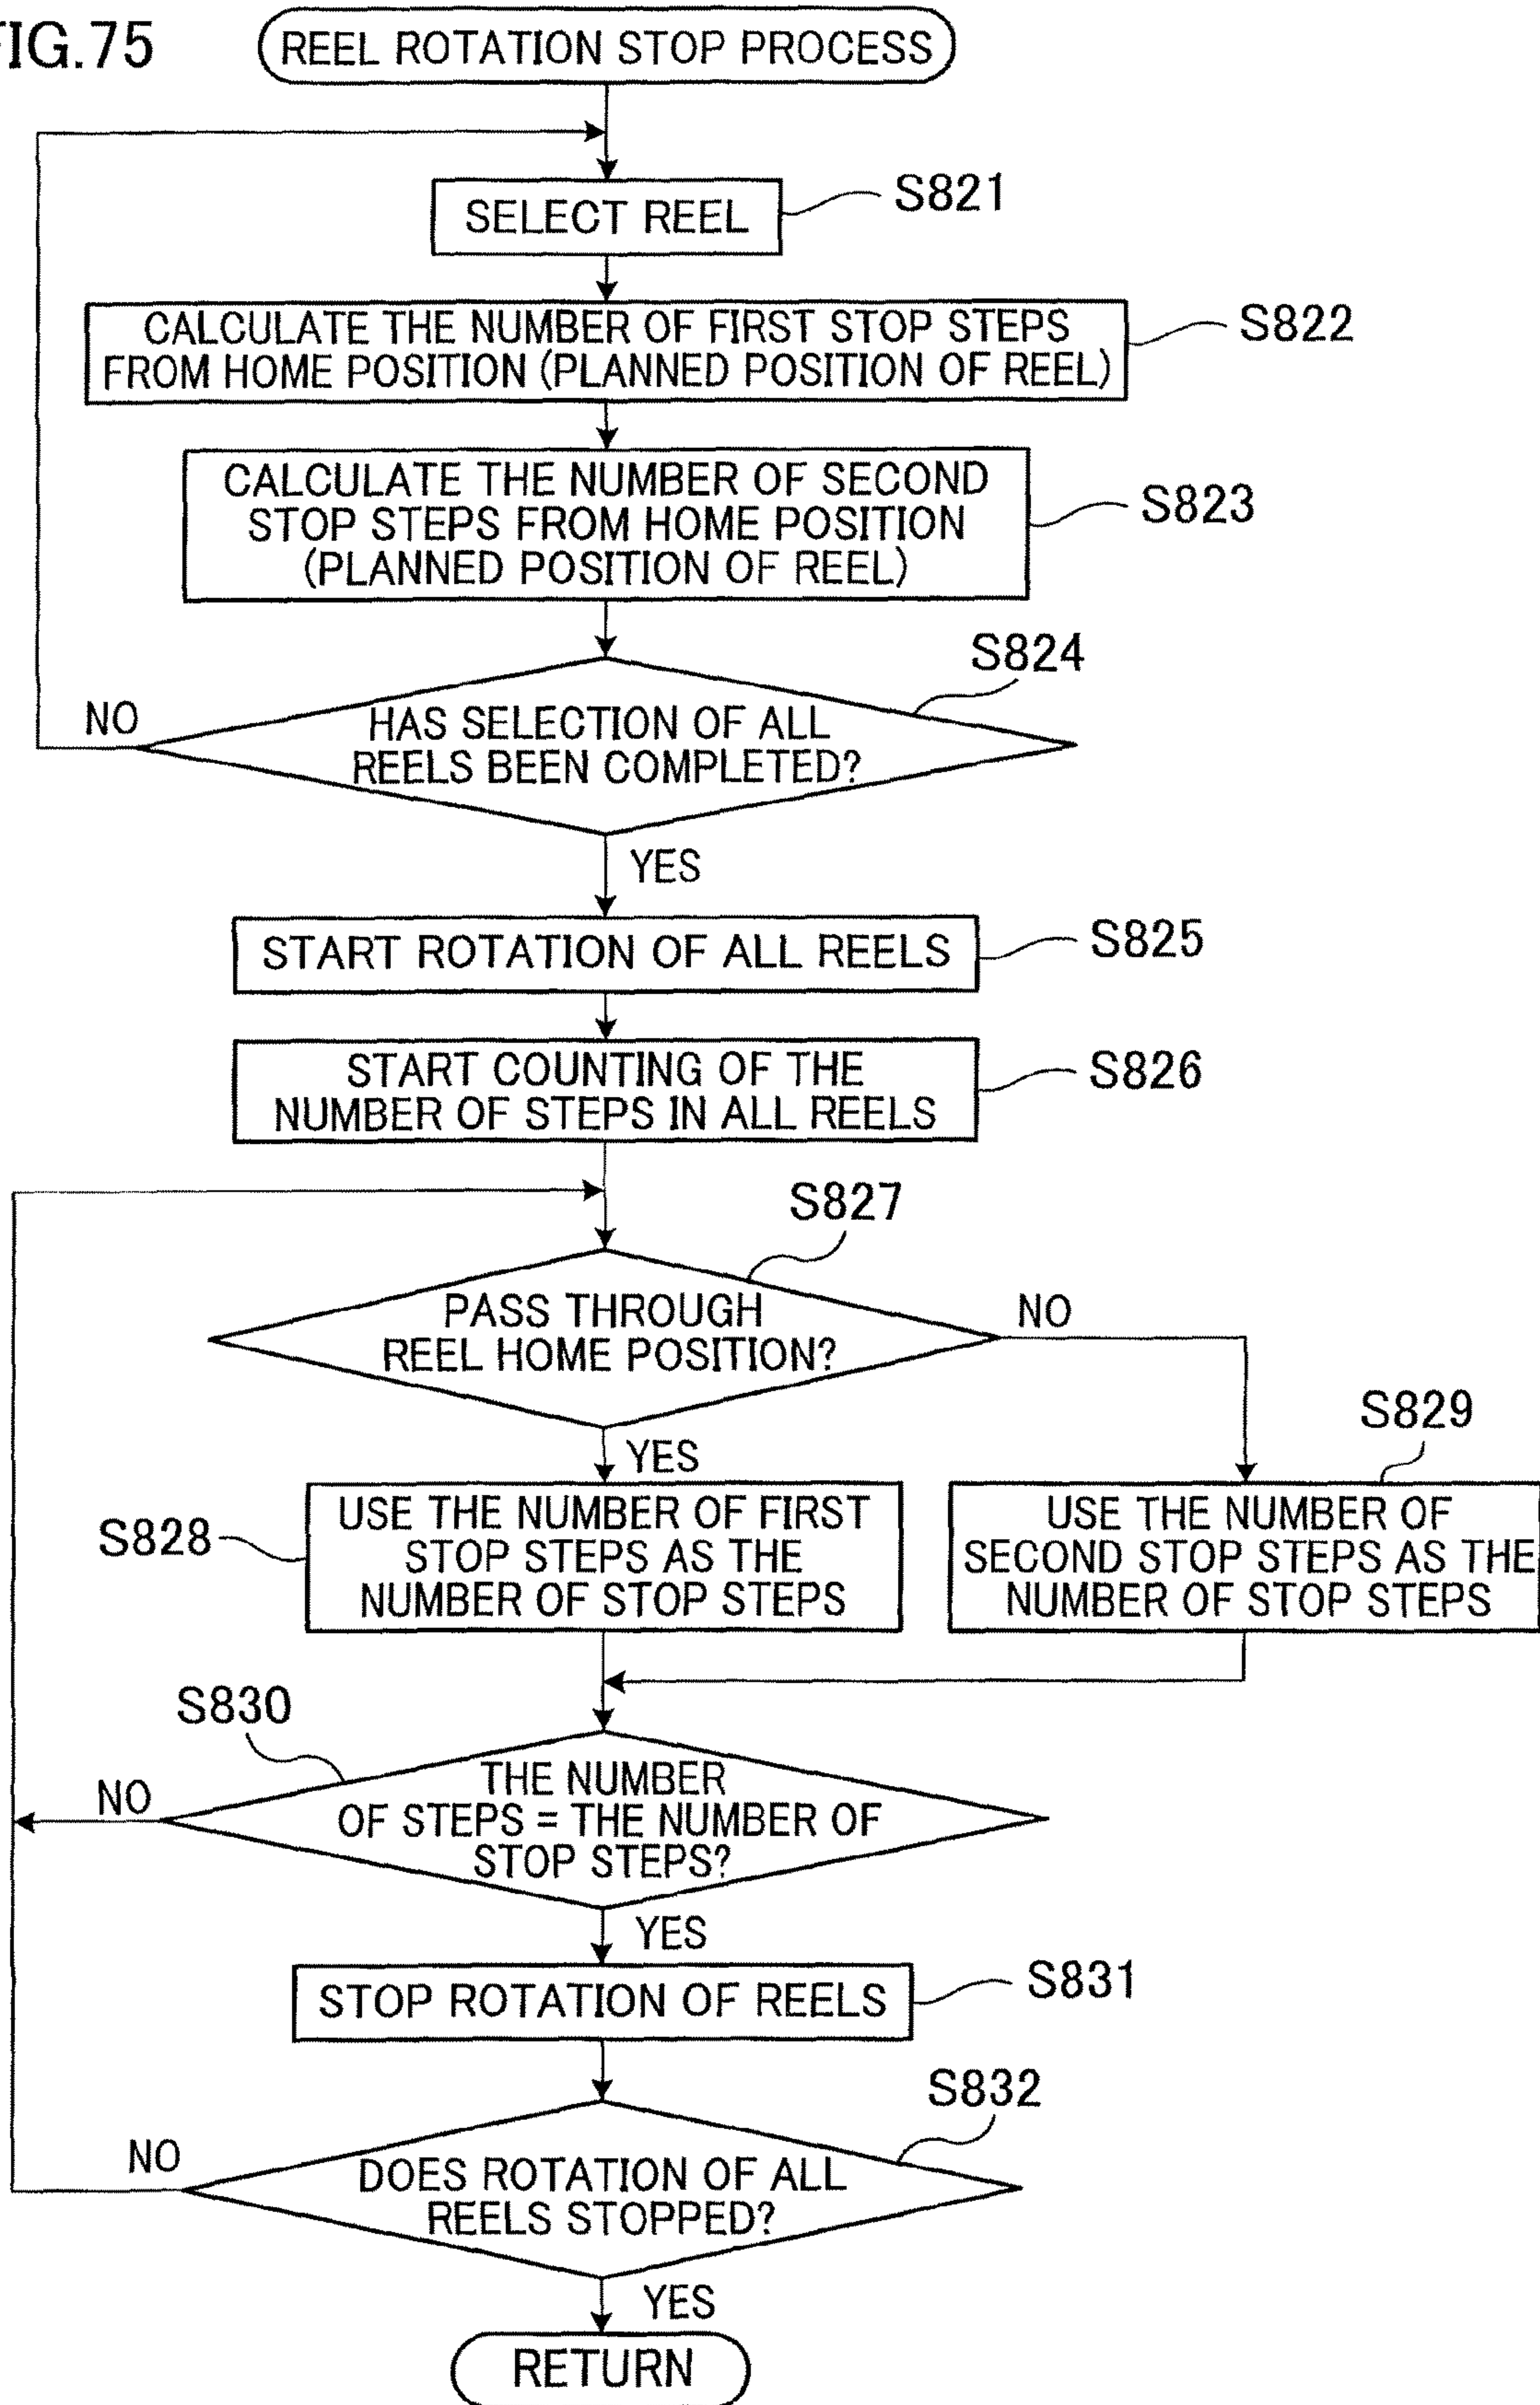 FIG.75
REEL ROTATION STOP PROCESS
SELECT REEL
S821
CALCULATE THE NUMBER OF FIRST STOP STEPS
FROM HOME POSITION (PLANNED POSITION OF REEL)
S822
CALCULATE THE NUMBER OF SECOND
STOP STEPS FROM HOME POSITION
(PLANNED POSITION OF REEL)
S823
S824
NO
HAS SELECTION OF ALL
REELS BEEN COMPLETED?
YES
START ROTATION OF ALL REELS
S825
START COUNTING OF THE
NUMBER OF STEPS IN ALL REELS
S826
S827
PASS THROUGH
REEL HOME POSITION?
NO
YES
S829
S828
USE THE NUMBER OF FIRST
STOP STEPS AS THE
NUMBER OF STOP STEPS
USE THE NUMBER OF
SECOND STOP STEPS AS THE
NUMBER OF STOP STEPS
S830
NO
THE NUMBER
OF STEPS = THE NUMBER OF
STOP STEPS?
YES
STOP ROTATION OF REELS
S831
S832
NO
DOES ROTATION OF ALL
REELS STOPPED?
YES
RETURN